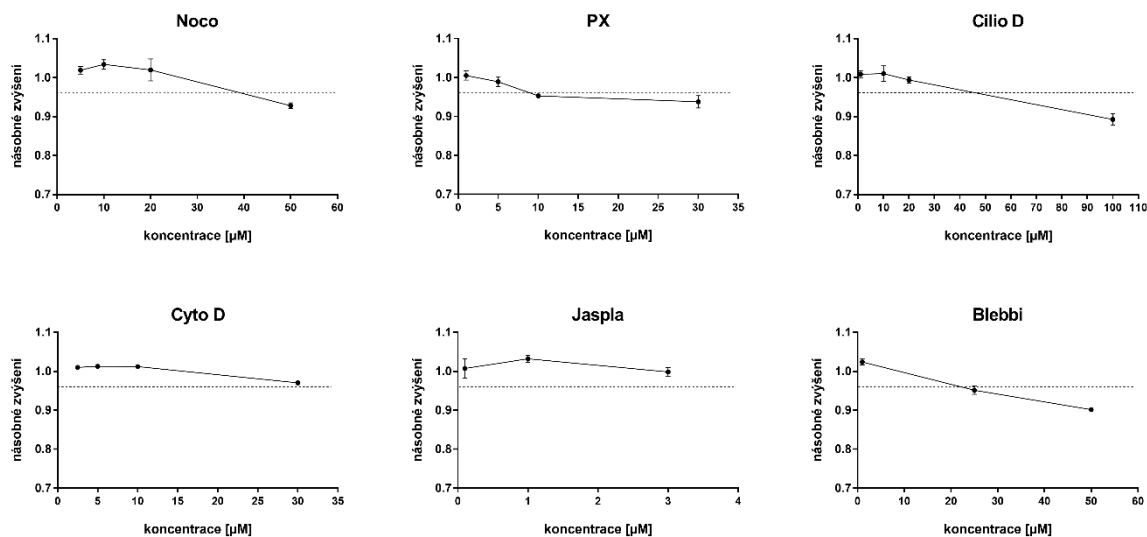 Noco
násobné zvýšení
1.1
1.0
0.9
0.8
0.7
0 10 20 30 40 50 60
koncentrace [µM]
PX
násobné zvýšení
1.1
1.0
0.9
0.8
0.7
0 5 10 15 20 25 30 35
koncentrace [µM]
Cilio D
násobné zvýšení
1.1
1.0
0.9
0.8
0.7
0 10 20 30 40 50 60 70 80 90 100 110
koncentrace [µM]
Cyto D
násobné zvýšení
1.1
1.0
0.9
0.8
0.7
0 5 10 15 20 25 30 35
koncentrace [µM]
Jaspla
násobné zvýšení
1.1
1.0
0.9
0.8
0.7
0 1 2 3 4
koncentrace [µM]
Blebbi
násobné zvýšení
1.1
1.0
0.9
0.8
0.7
0 10 20 30 40 50 60
koncentrace [µM]